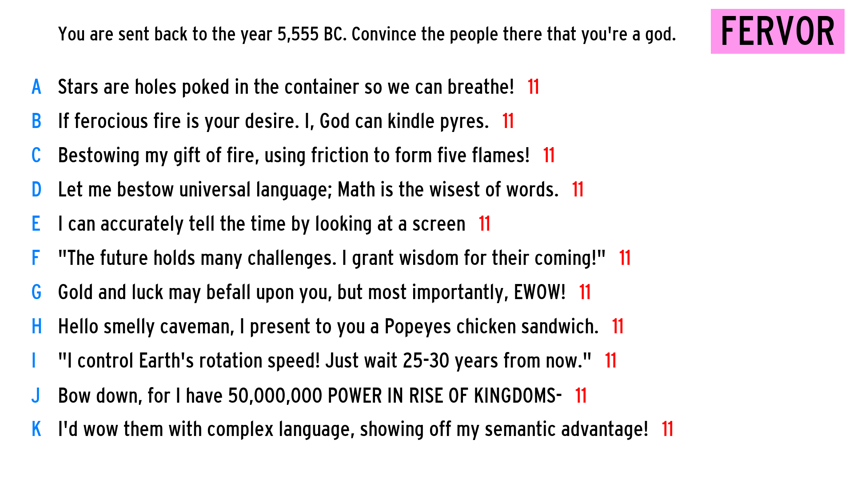 You are sent back to the year 5,555 BC. Convince the people there that you're a god.
FERVOR
A Stars are holes poked in the container so we can breathe! 11
B If ferocious fire is your desire. I, God can kindle pyres. 11
C Bestowing my gift of fire, using friction to form five flames! 11
D Let me bestow universal language; Math is the wisest of words. 11
E I can accurately tell the time by looking at a screen 11
F "The future holds many challenges. I grant wisdom for their coming!" 11
G Gold and luck may befall upon you, but most importantly, EWOW! 11
H Hello smelly caveman, I present to you a Popeyes chicken sandwich. 11
I "I control Earth's rotation speed! Just wait 25-30 years from now." 11
J Bow down, for I have 50,000,000 POWER IN RISE OF KINGDOMS- 11
K I'd wow them with complex language, showing off my semantic advantage! 11